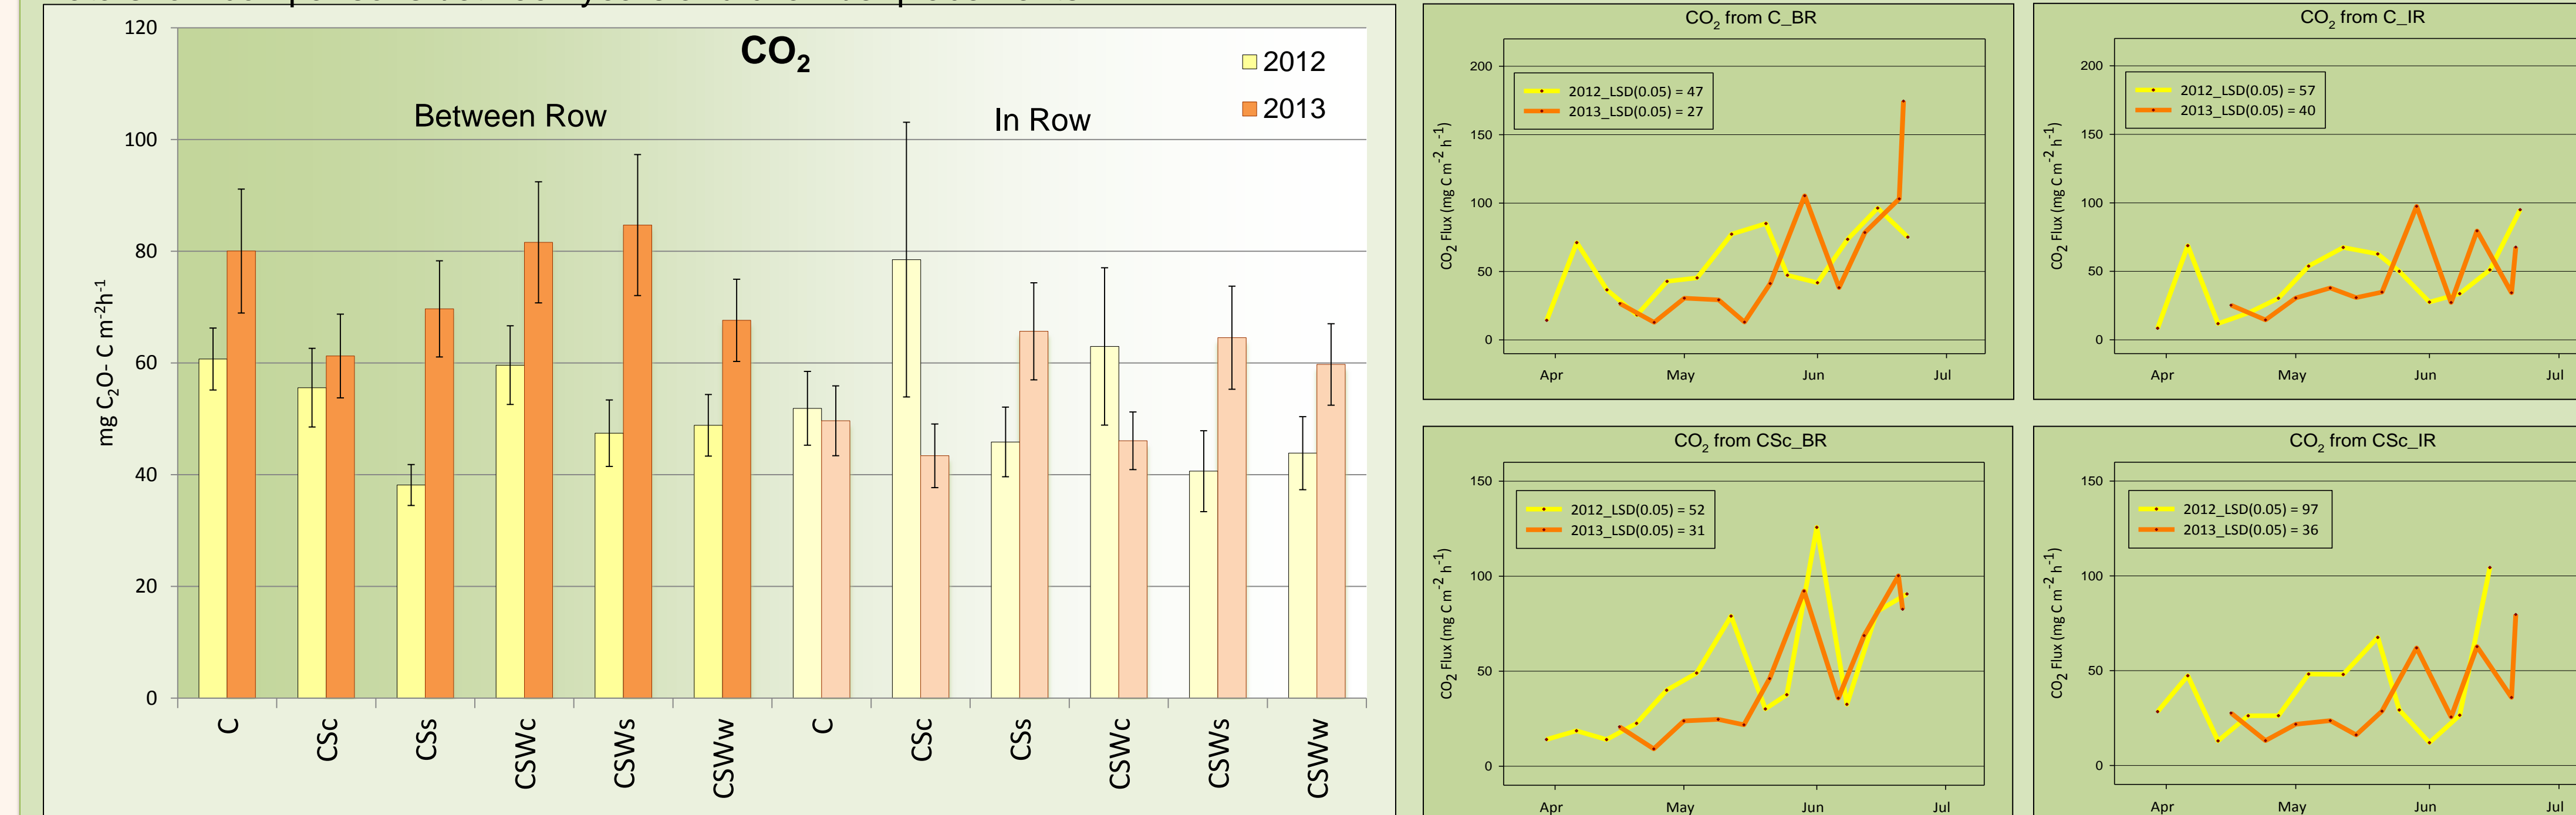 CO2
2012
2013
Between Row
In Row
mg C2O- C m-2h-1
120
100
80
60
40
20
0
C
CSc
CSs
CSWc
CSWs
CSWw
C
CSc
CSs
CSWc
CSWs
CSWw
CO2 from C_BR
2012_LSD(0.05) = 47
2013_LSD(0.05) = 27
CO2 Flux (mg C m-2 h-1)
200
150
100
50
0
Apr May Jun Jul
CO2 from C_IR
2012_LSD(0.05) = 57
2013_LSD(0.05) = 40
CO2 Flux (mg C m-2 h-1)
200
150
100
50
0
Apr May Jun Jul
CO2 from CSc_BR
2012_LSD(0.05) = 52
2013_LSD(0.05) = 31
CO2 Flux (mg C m-2 h-1)
150
100
50
0
Apr May Jun Jul
CO2 from CSc_IR
2012_LSD(0.05) = 97
2013_LSD(0.05) = 36
CO2 Flux (mg C m-2 h-1)
150
100
50
0
Apr May Jun Jul